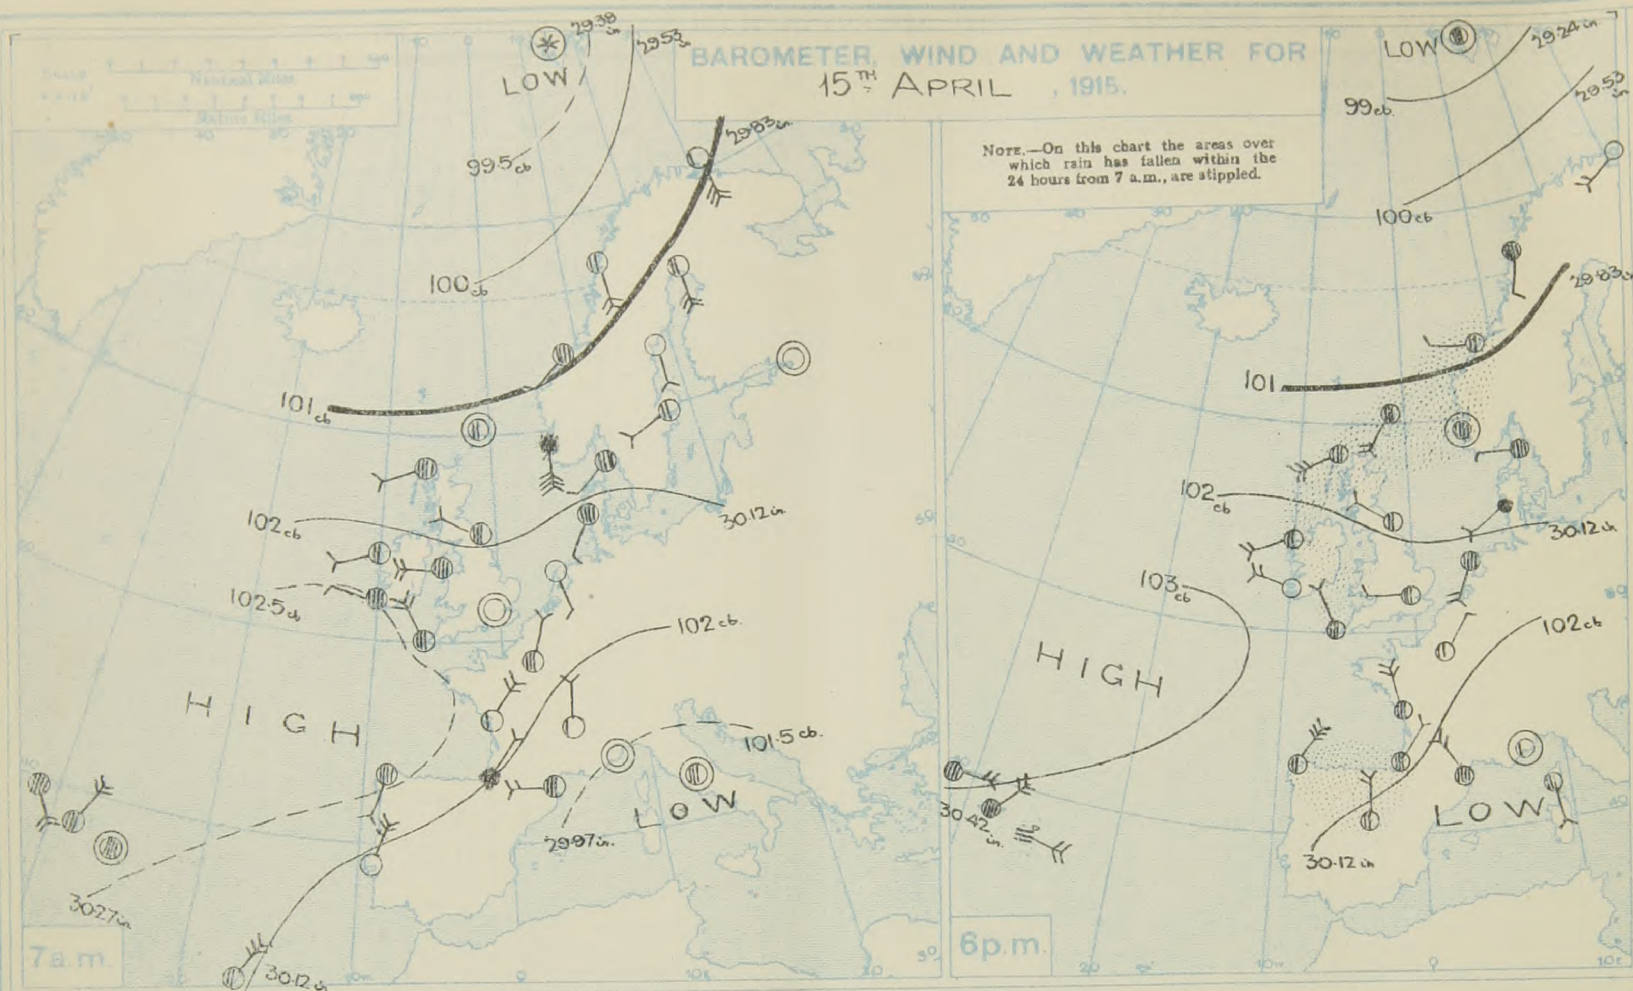 BAROMETER, WIND AND WEATHER FOR
15TH APRIL , 1915.
NOTE.—On this chart the areas over
which rain has fallen within the
24 hours from 7 a.m., are stippled.
Nautical Miles
Statute Miles
LOW
29.38 in
29.53 in
29.83 in.
99.5 cb
100 cb
101 cb
102 cb
30.12 in.
102.5 cb
102 cb.
HIGH
101.5 cb.
LOW
29.97 in.
30.27 in
30.12 in
7a.m.
LOW
29.24 in
99 cb.
29.53 in
100 cb
29.83 in
101
102 cb
30.12 in
103 cb
102 cb
HIGH
LOW
30.42 in.
30.12 in
6p.m.